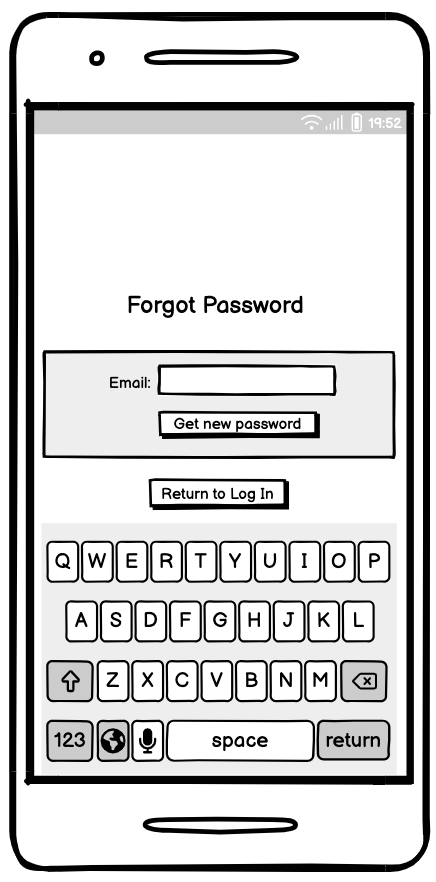 19:52
Forgot Password
Email:
Get new password
Return to Log In
Q W E R T Y U I O P
A S D F G H J K L
Z X C V B N M
123 space return